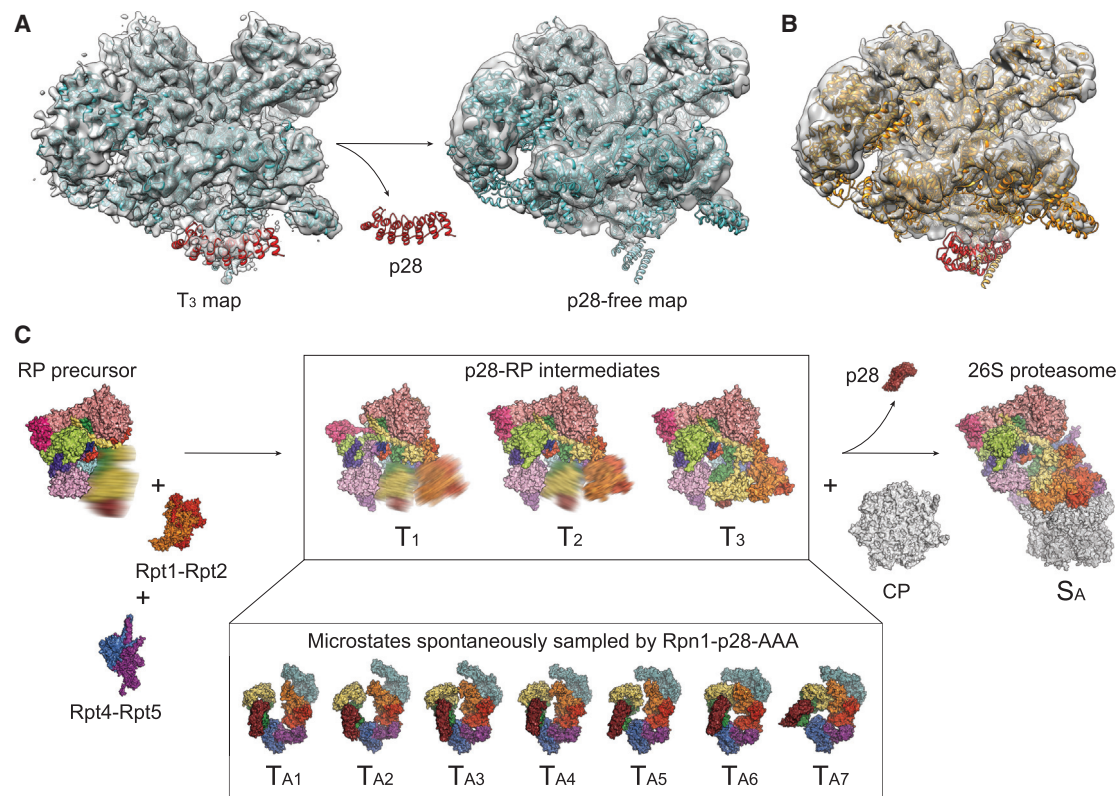 A
B
p28
T3 map
p28-free map
C
RP precursor
p28-RP intermediates
p28
26S proteasome
+
Rpt1-Rpt2
+
Rpt4-Rpt5
T1
T2
T3
+
CP
SA
Microstates spontaneously sampled by Rpn1-p28-AAA
TA1 TA2 TA3 TA4 TA5 TA6 TA7